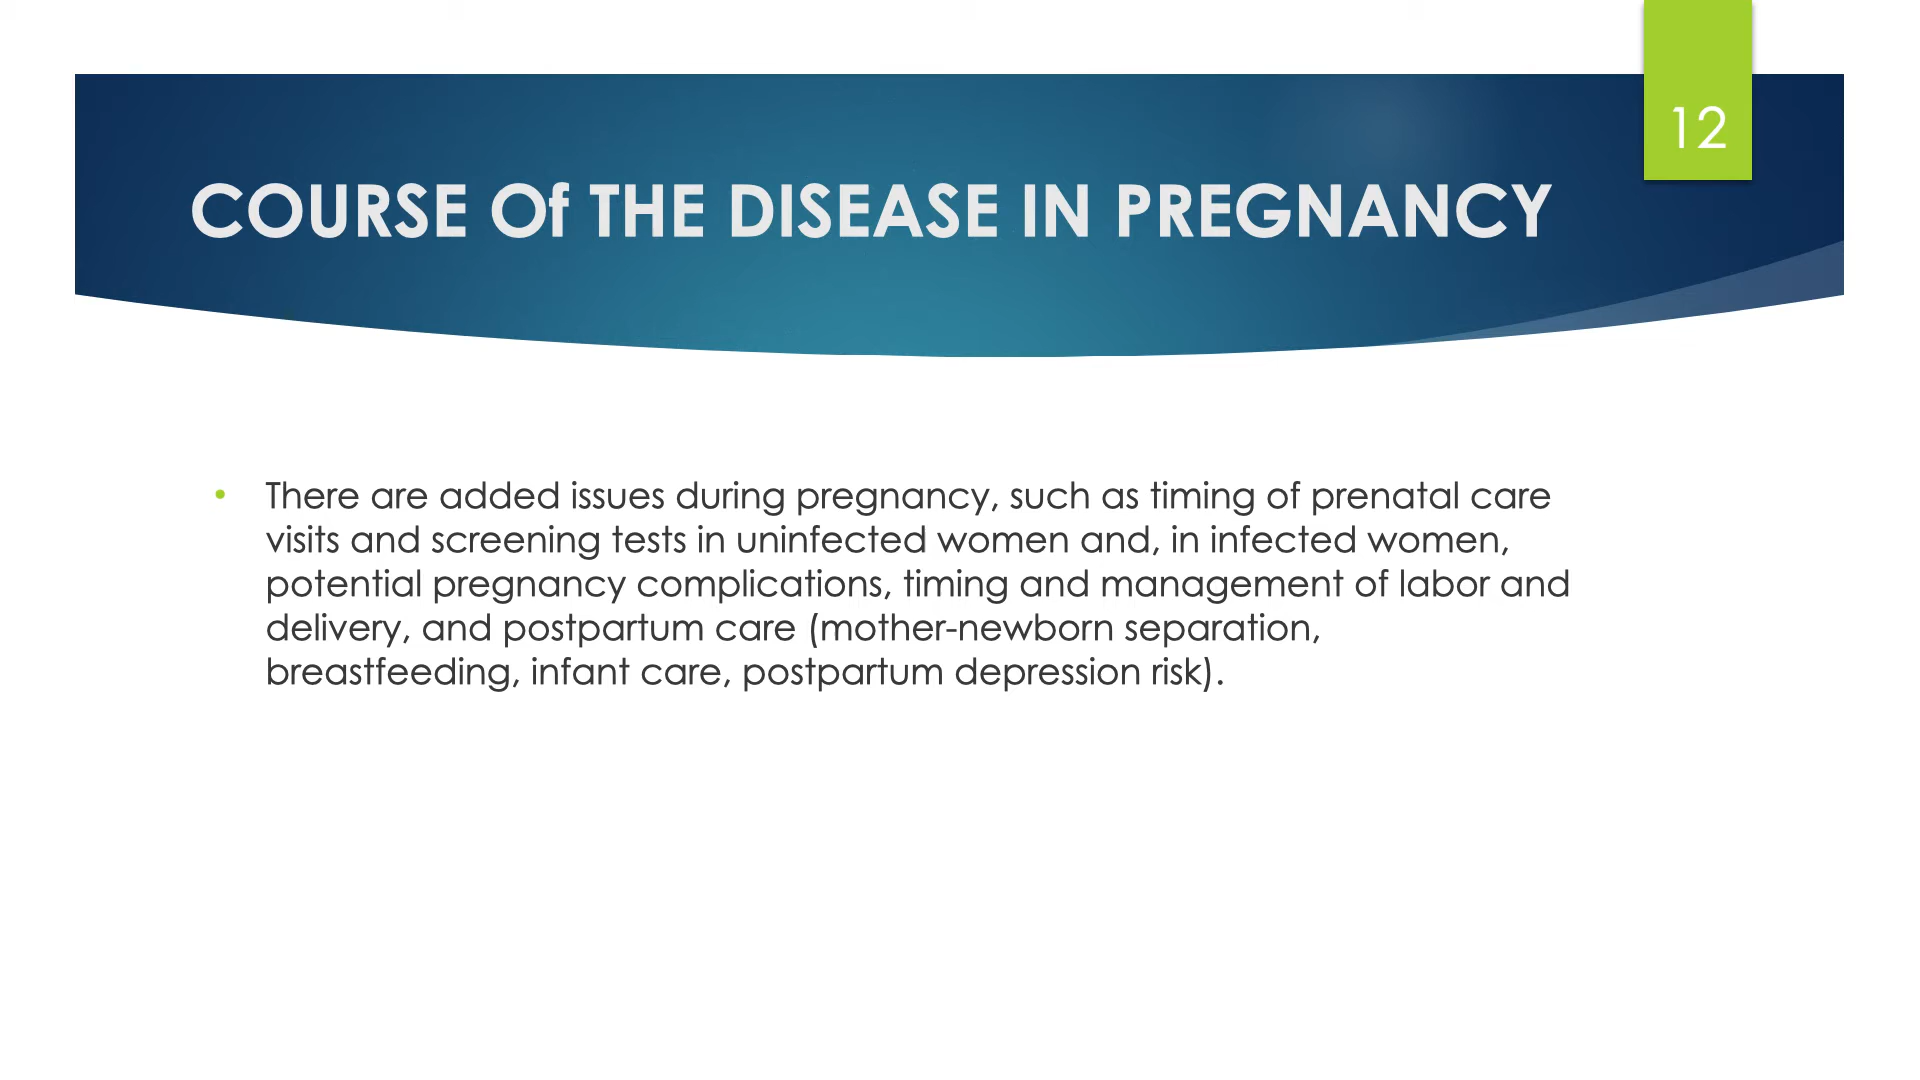 12
COURSE Of THE DISEASE IN PREGNANCY
• There are added issues during pregnancy, such as timing of prenatal care
visits and screening tests in uninfected women and, in infected women,
potential pregnancy complications, timing and management of labor and
delivery, and postpartum care (mother-newborn separation,
breastfeeding, infant care, postpartum depression risk).